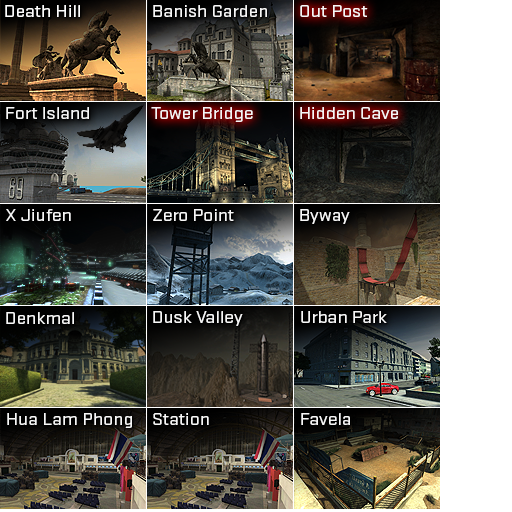 Death Hill
Banish Garden
Out Post
Fort Island
Tower Bridge
Hidden Cave
X Jiufen
Zero Point
Byway
Denkmal
Dusk Valley
Urban Park
Hua Lam Phong
Station
Favela
69